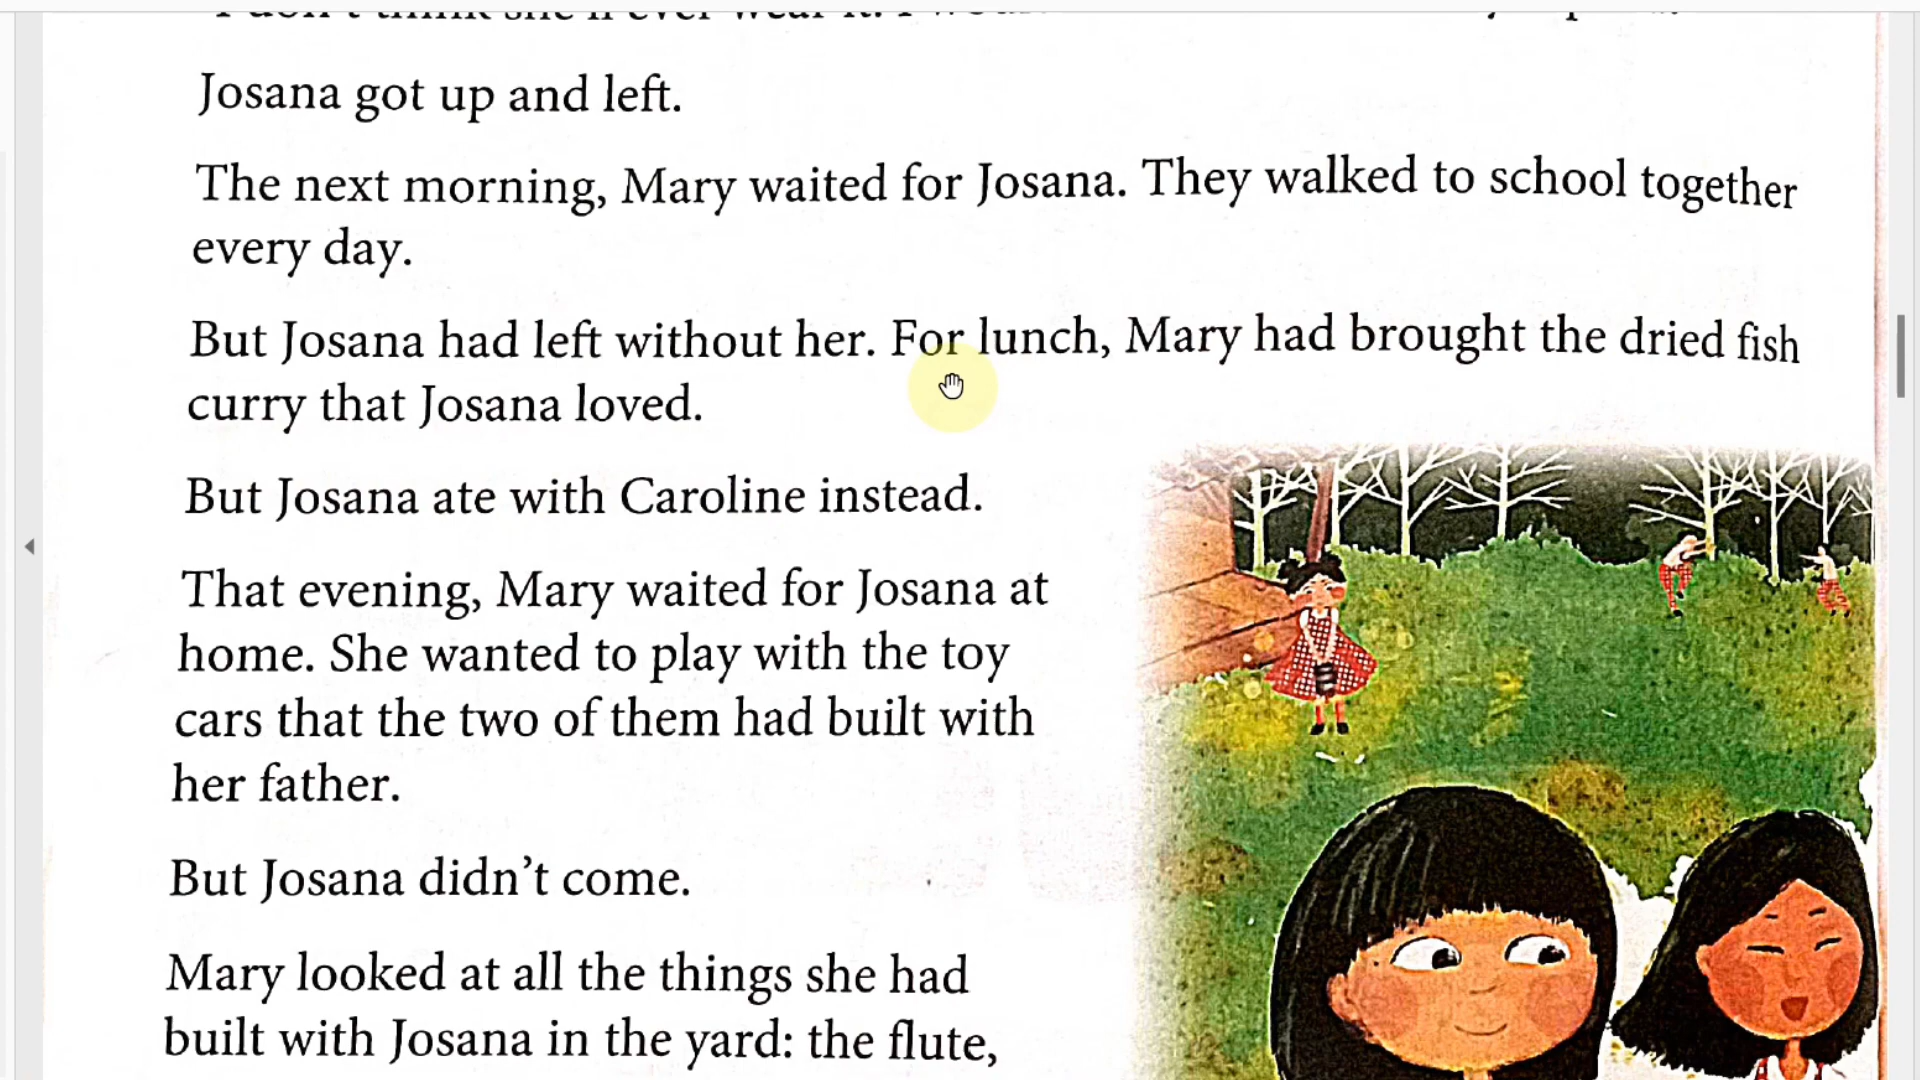 Josana got up and left.
The next morning, Mary waited for Josana. They walked to school together
every day.
But Josana had left without her. For lunch, Mary had brought the dried fish
curry that Josana loved.
But Josana ate with Caroline instead.
That evening, Mary waited for Josana at
home. She wanted to play with the toy
cars that the two of them had built with
her father.
But Josana didn’t come.
Mary looked at all the things she had
built with Josana in the yard: the flute,